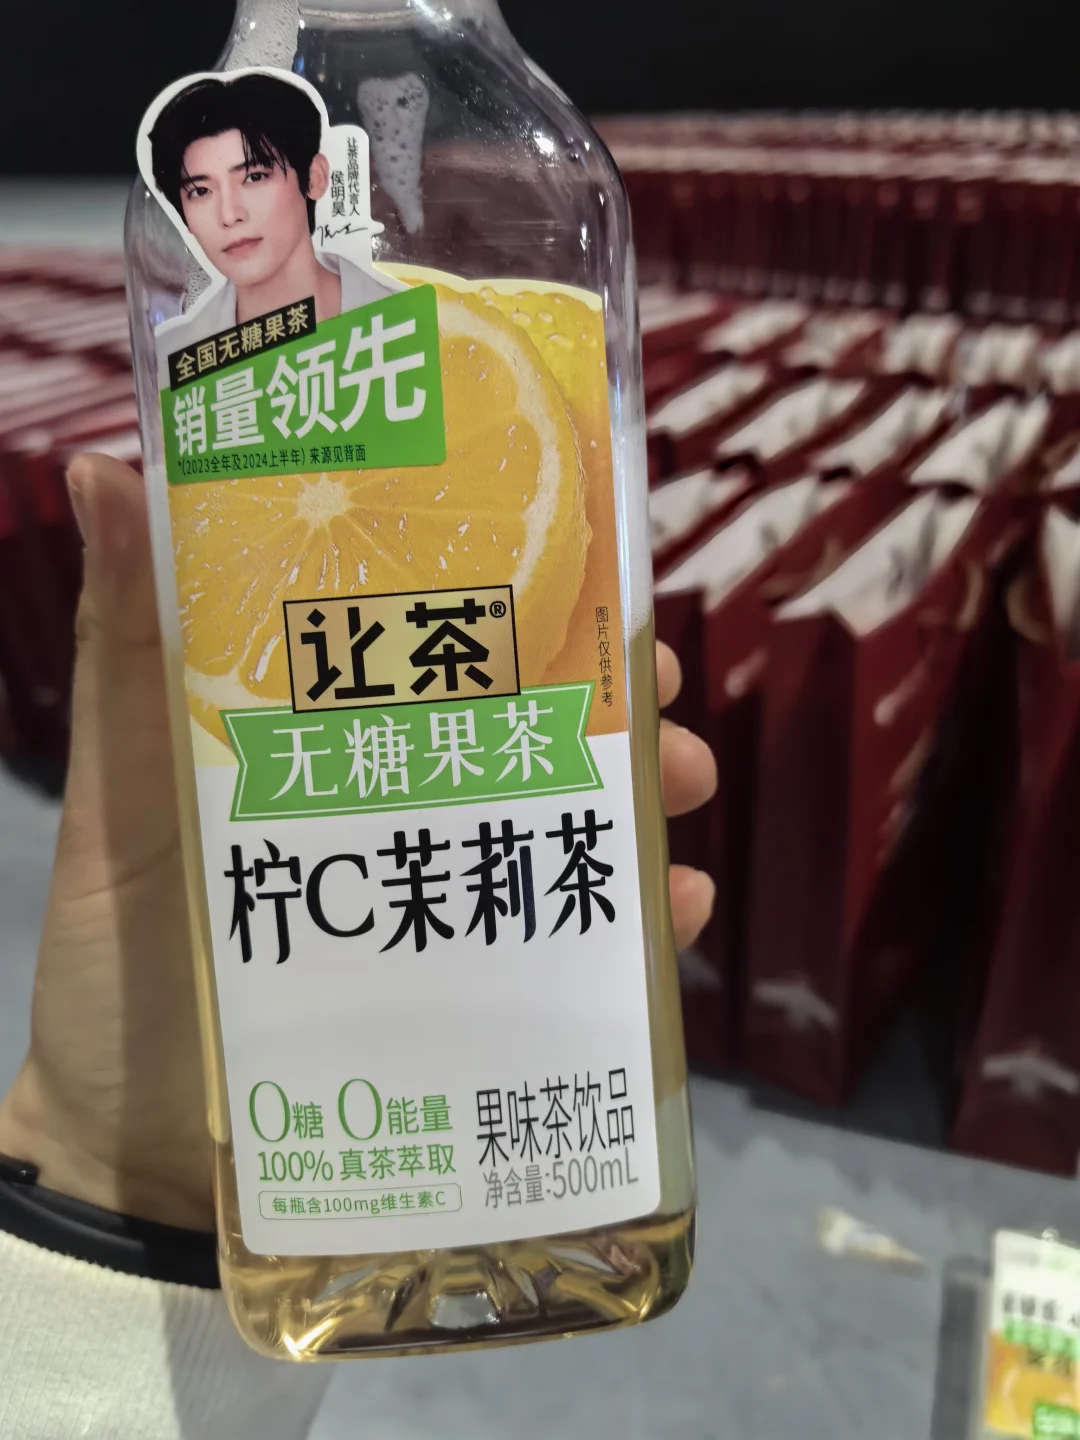 让茶品牌代言人
侯明昊
全国无糖果茶
销量领先
*(2023全年及2024上半年) 来源见背面
让茶®
图片仅供参考
无糖果茶
柠C茉莉茶
0糖 0能量
100%真茶萃取
每瓶含100mg维生素C
果味茶饮品
净含量:500mL